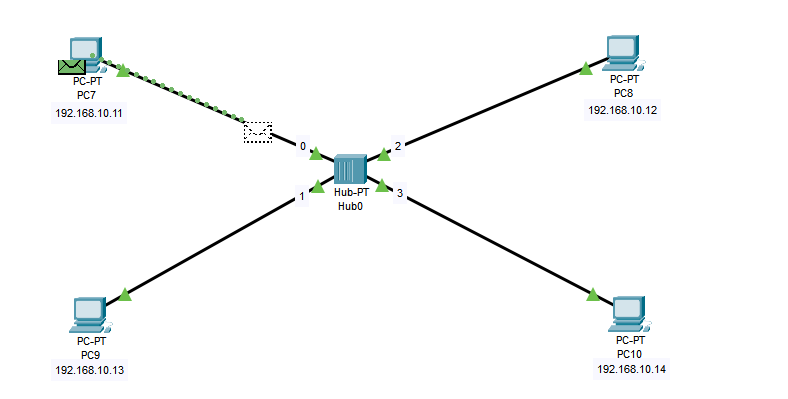 PC-PT
PC7
192.168.10.11
PC-PT
PC8
192.168.10.12
0
2
Hub-PT
Hub0
1
3
PC-PT
PC9
192.168.10.13
PC-PT
PC10
192.168.10.14